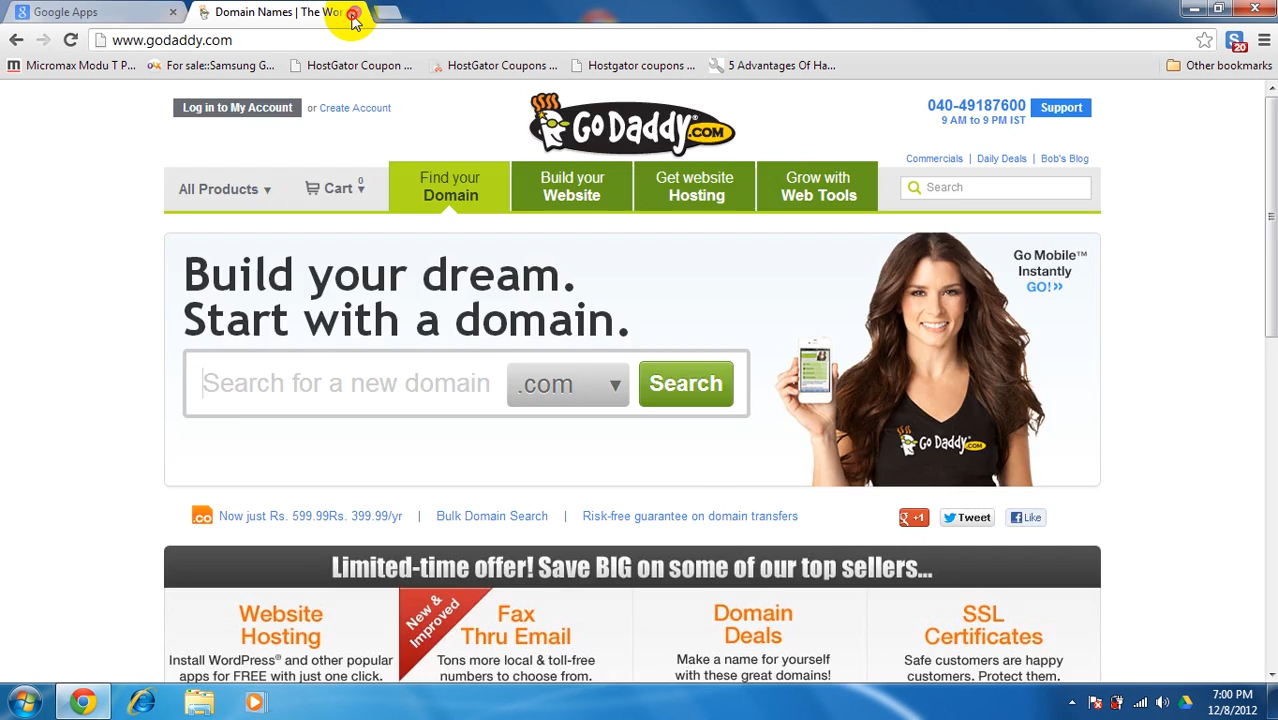 Google Apps
Domain Names | The Wor
www.godaddy.com
20
Micromax Modu T P...
For sale::Samsung G...
HostGator Coupon ...
HostGator Coupons ...
Hostgator coupons ...
5 Advantages Of Ha...
Other bookmarks
Log in to My Account or Create Account
GO DADDY.COM
040-49187600
9 AM to 9 PM IST
Support
Commercials | Daily Deals | Bob's Blog
All Products ▾
Cart 0 ▾
Find your Domain
Build your Website
Get website Hosting
Grow with Web Tools
Search
Build your dream.
Start with a domain.
Search for a new domain
.com ▾
Search
Go Mobile™
Instantly
GO! »
GO DADDY.COM
.co Now just Rs. 599.99Rs. 399.99/yr | Bulk Domain Search | Risk-free guarantee on domain transfers
g +1
Tweet
Like
Limited-time offer! Save BIG on some of our top sellers...
Website
Hosting
Install WordPress® and other popular
apps for FREE with just one click.
New &
Improved
Fax
Thru Email
Tons more local & toll-free
numbers to choose from.
Domain
Deals
Make a name for yourself
with these great domains!
SSL
Certificates
Safe customers are happy
customers. Protect them.
7:00 PM
12/8/2012